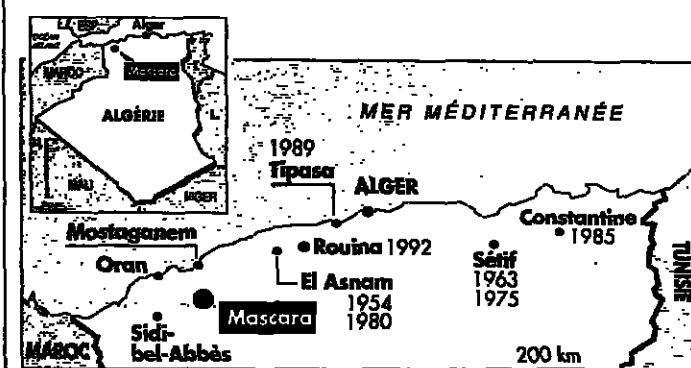 Alger
MAROC
Mascara
ALGÉRIE
MALI
NIGER
MER MÉDITERRANÉE
1989
Tipasa
ALGER
Mostaganem
Oran
Rouina 1992
El Asnam
1954
1980
Mascara
Sidi-
bel-Abbès
MAROC
Constantine
1985
Sétif
1963
1975
TUNISIE
200 km